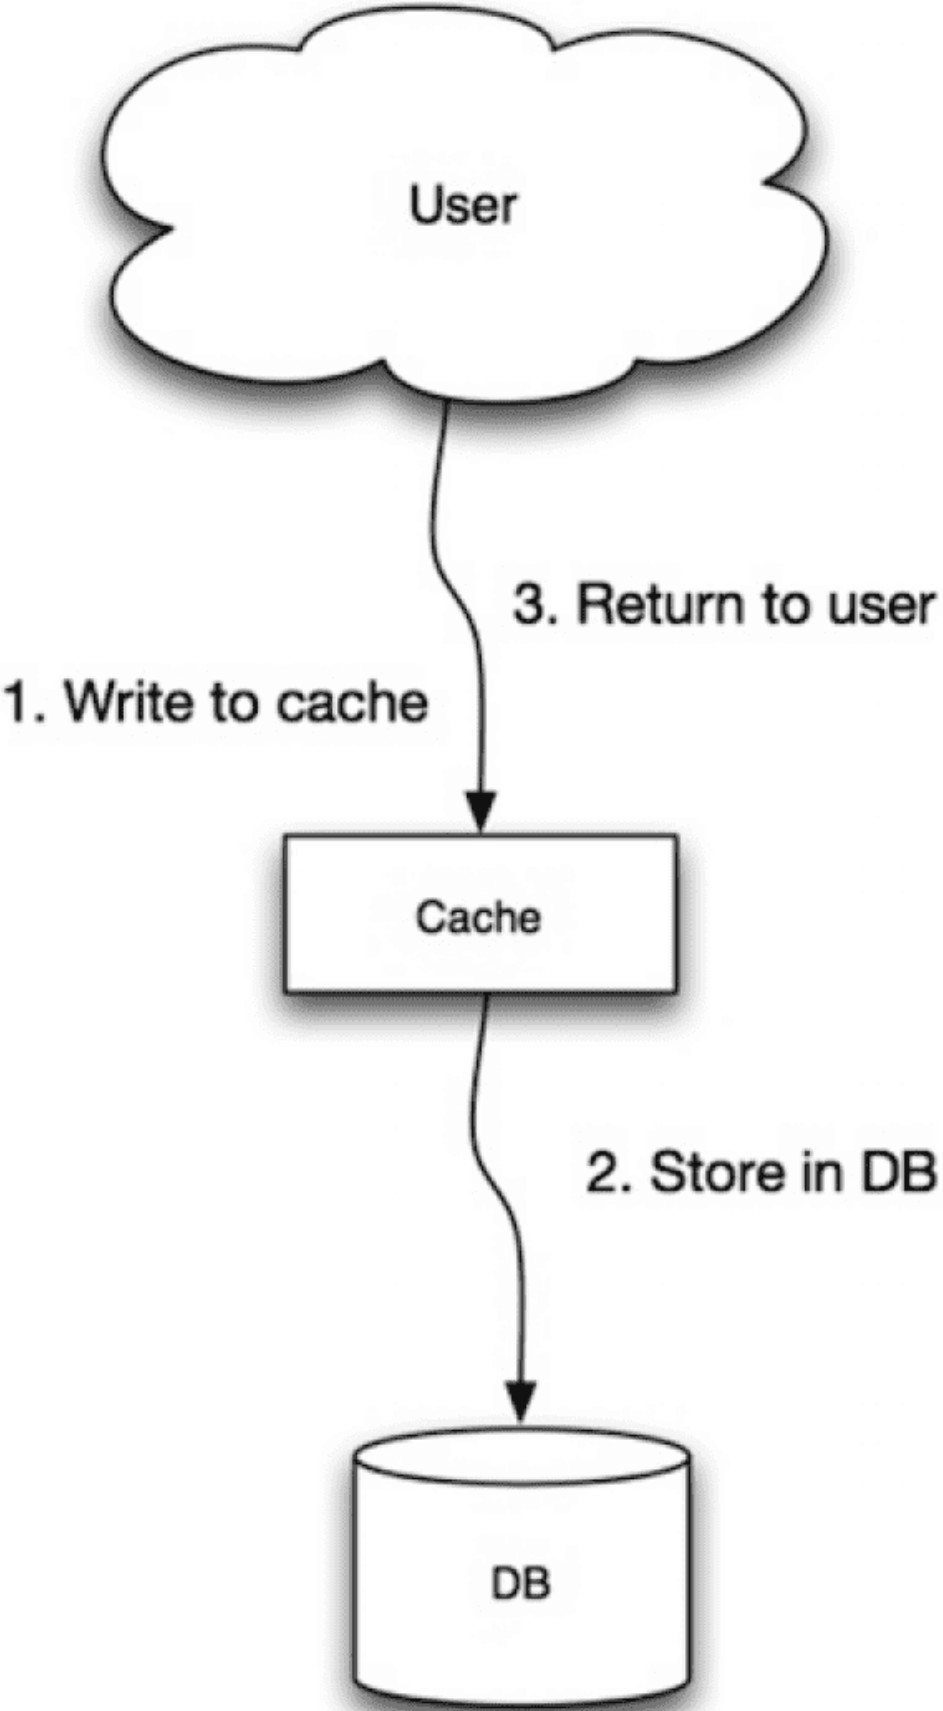 User
3. Return to user
1. Write to cache
Cache
2. Store in DB
DB